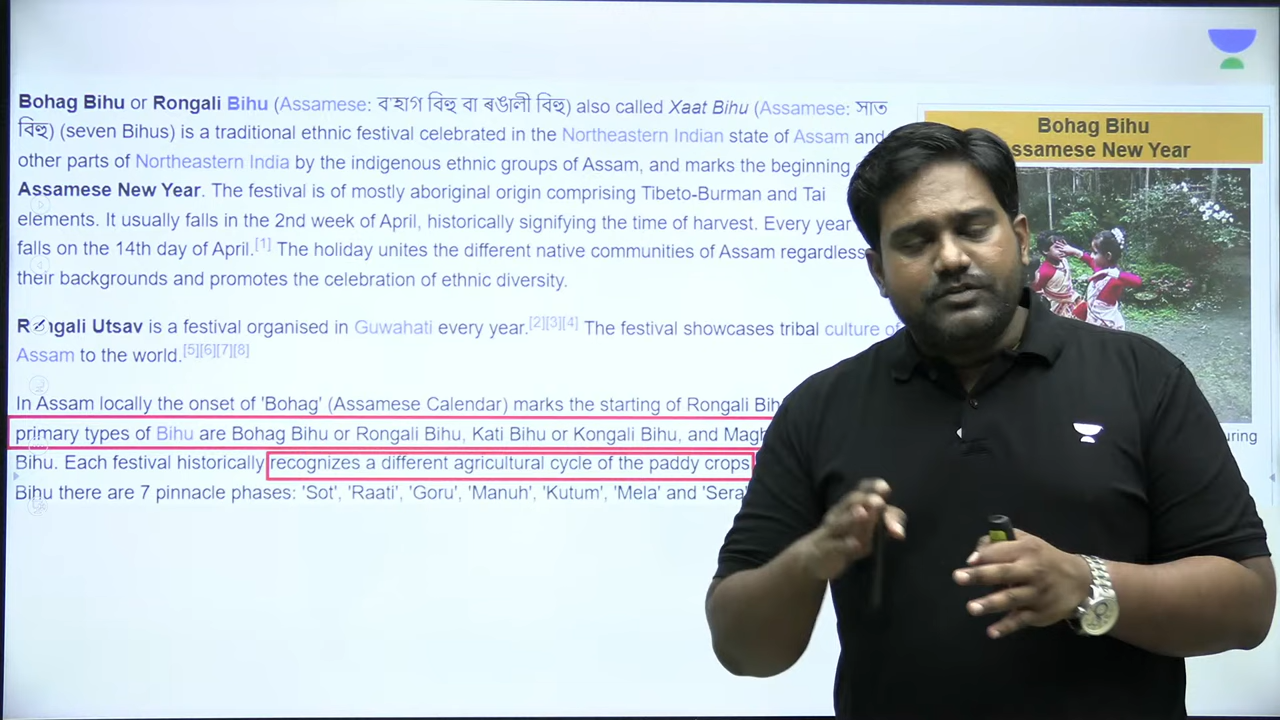 Bohag Bihu or Rongali Bihu (Assamese: ব'হাগ বিহু বা ৰঙালী বিহু) also called Xaat Bihu (Assamese: সাত
বিহু) (seven Bihus) is a traditional ethnic festival celebrated in the Northeastern Indian state of Assam and
other parts of Northeastern India by the indigenous ethnic groups of Assam, and marks the beginning
Assamese New Year. The festival is of mostly aboriginal origin comprising Tibeto-Burman and Tai
elements. It usually falls in the 2nd week of April, historically signifying the time of harvest. Every year
falls on the 14th day of April.[1] The holiday unites the different native communities of Assam regardless
their backgrounds and promotes the celebration of ethnic diversity.
Rongali Utsav is a festival organised in Guwahati every year.[2][3][4] The festival showcases tribal culture of
Assam to the world.[5][6][7][8]
In Assam locally the onset of 'Bohag' (Assamese Calendar) marks the starting of Rongali Bih
primary types of Bihu are Bohag Bihu or Rongali Bihu, Kati Bihu or Kongali Bihu, and Magh
Bihu. Each festival historically recognizes a different agricultural cycle of the paddy crops
Bihu there are 7 pinnacle phases: 'Sot', 'Raati', 'Goru', 'Manuh', 'Kutum', 'Mela' and 'Sera'
Bohag Bihu
ssamese New Year
uring